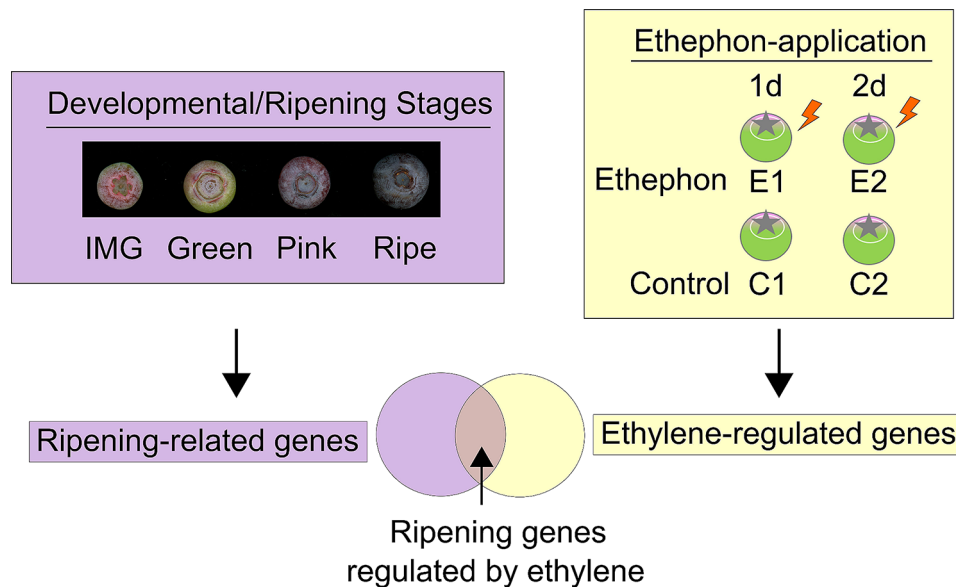 Developmental/Ripening Stages
IMG Green Pink Ripe
Ethephon-application
1d 2d
Ethephon E1 E2
Control C1 C2
Ripening-related genes
Ethylene-regulated genes
Ripening genes
regulated by ethylene